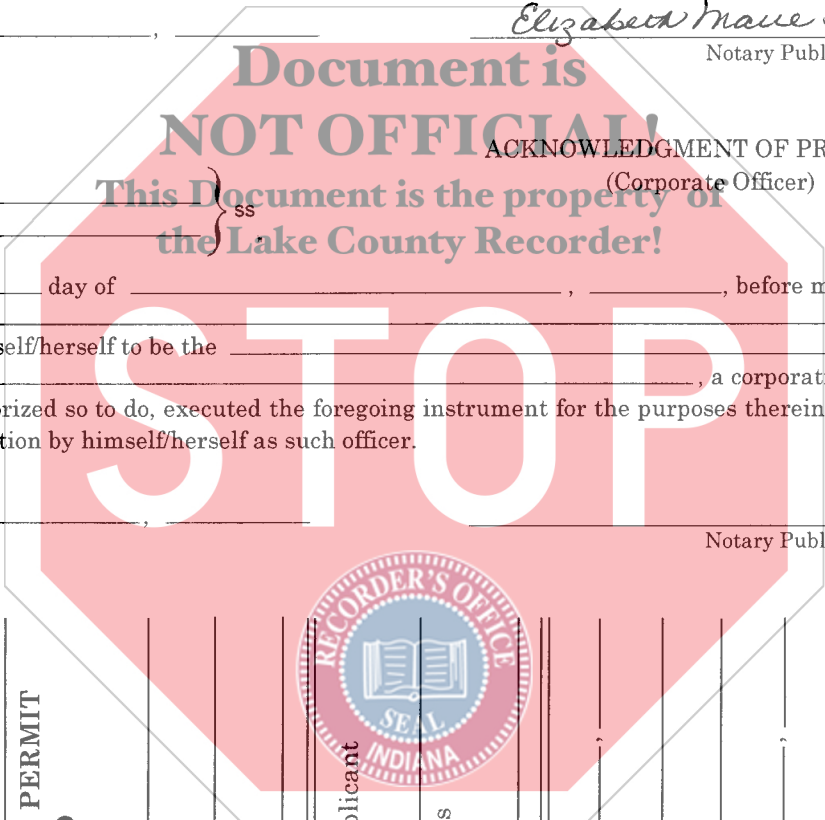 Elizabeth Marie
Notary Publ
Document is
NOT OFFICIAL!
ACKNOWLEDGMENT OF PR
(Corporate Officer)
This Document is the property of
ss
the Lake County Recorder!
day of , , before m
self/herself to be the
, a corporati
rized so to do, executed the foregoing instrument for the purposes therein
tion by himself/herself as such officer.
STOP
, Notary Publ
RECORDER'S OFFICE
SEAL
INDIANA
PERMIT
plicant
s